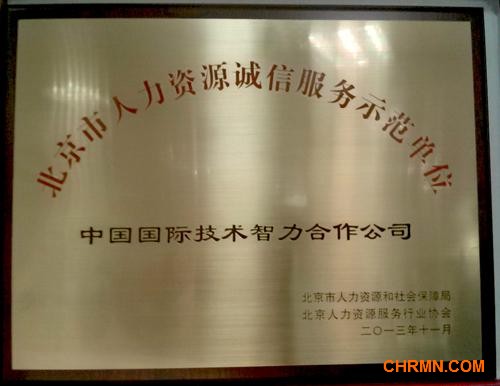 北京市人力资源诚信服务示范单位
中国国际技术智力合作公司
北京市人力资源和社会保障局
北京人力资源服务行业协会
二〇一三年十一月
CHRMN.COM